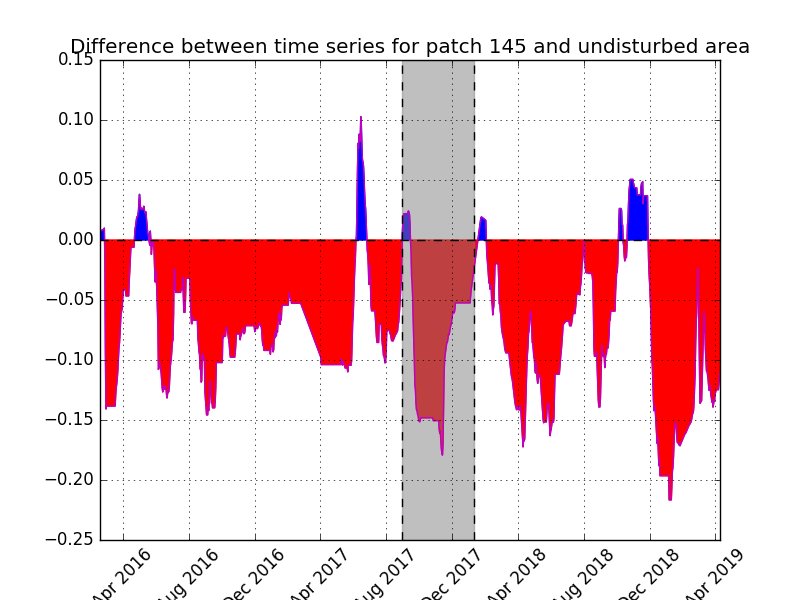 Difference between time series for patch 145 and undisturbed area
0.15
0.10
0.05
0.00
−0.05
−0.10
−0.15
−0.20
−0.25
Apr 2016
Aug 2016
Dec 2016
Apr 2017
Aug 2017
Dec 2017
Apr 2018
Aug 2018
Dec 2018
Apr 2019